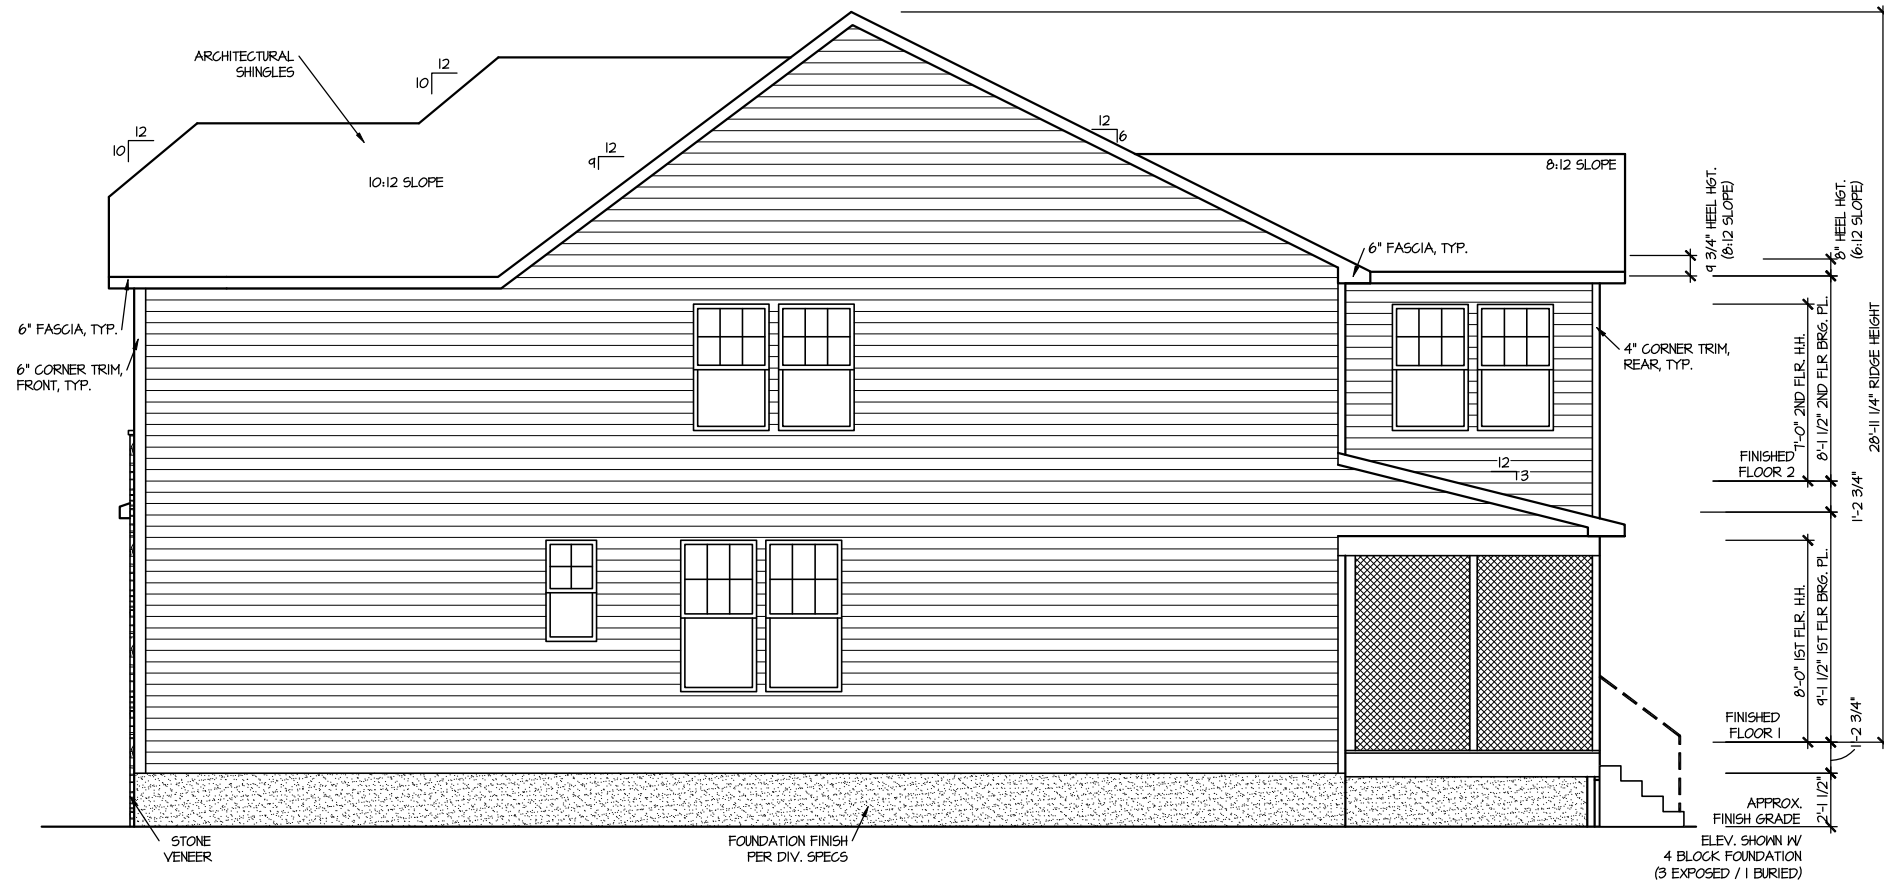 ARCHITECTURAL
SHINGLES
12
10
12
10
10:12 SLOPE
12
9
12
6
8:12 SLOPE
6" FASCIA, TYP.
9 3/4" HEEL HGT.
(8:12 SLOPE)
8" HEEL HGT.
(6:12 SLOPE)
6" FASCIA, TYP.
6" CORNER TRIM,
FRONT, TYP.
4" CORNER TRIM,
REAR, TYP.
7'-0" 2ND FLR. H.H.
8'-1 1/2" 2ND FLR BRG. PL.
28'-11 1/4" RIDGE HEIGHT
FINISHED
FLOOR 2
12
3
1'-2 3/4"
8'-0" 1ST FLR. H.H.
9'-1 1/2" 1ST FLR BRG. PL.
FINISHED
FLOOR 1
1'-2 3/4"
2'-1 1/2"
APPROX.
FINISH GRADE
STONE
VENEER
FOUNDATION FINISH
PER DIV. SPECS
ELEV. SHOWN W/
4 BLOCK FOUNDATION
(3 EXPOSED / 1 BURIED)